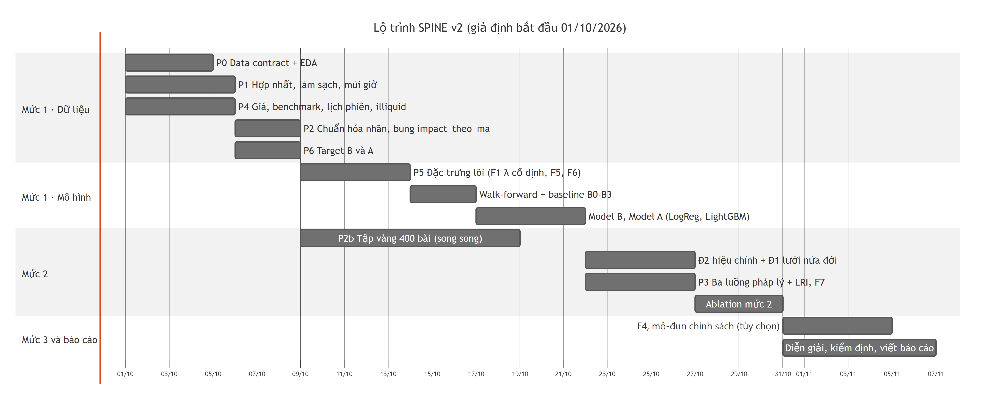 Lộ trình SPINE v2 (giả định bắt đầu 01/10/2026)
Mức 1 · Dữ liệu
P0 Data contract + EDA
P1 Hợp nhất, làm sạch, múi giờ
P4 Giá, benchmark, lịch phiên, illiquid
P2 Chuẩn hóa nhãn, bung impact_theo_ma
P6 Target B và A
Mức 1 · Mô hình
P5 Đặc trưng lõi (F1 λ cố định, F5, F6)
Walk-forward + baseline B0-B3
Model B, Model A (LogReg, LightGBM)
Mức 2
P2b Tập vàng 400 bài (song song)
Đ2 hiệu chỉnh + Đ1 lưới nửa đời
P3 Ba luồng pháp lý + LRI, F7
Ablation mức 2
Mức 3 và báo cáo
F4, mô-đun chính sách (tùy chọn)
Diễn giải, kiểm định, viết báo cáo
01/10 03/10 05/10 07/10 09/10 11/10 13/10 15/10 17/10 19/10 21/10 23/10 25/10 27/10 29/10 31/10 01/11 03/11 05/11 07/11